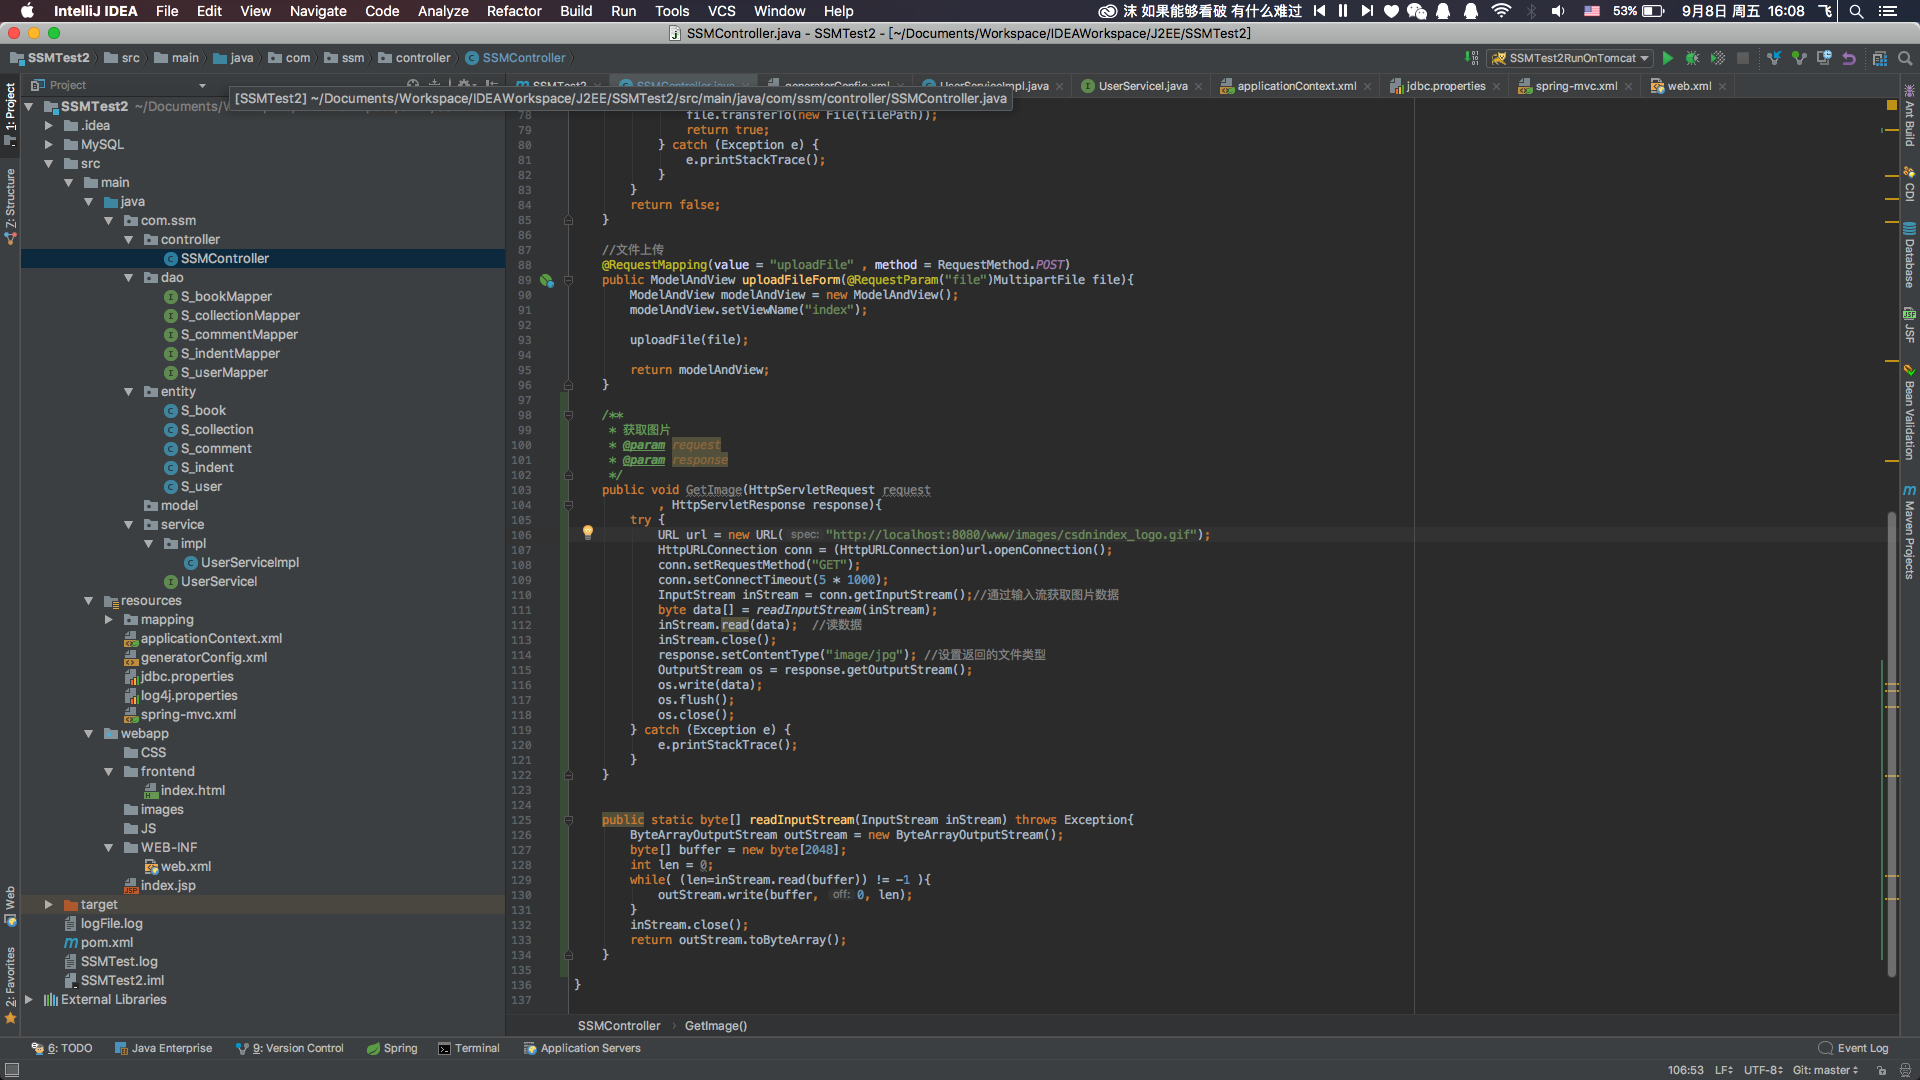 IntelliJ IDEA File Edit View Navigate Code Analyze Refactor Build Run Tools VCS Window Help 沫 如果能够看破 有什么难过 53% 9月8日 周五 16:08
SSMController.java - SSMTest2 - [~/Documents/Workspace/IDEAWorkspace/J2EE/SSMTest2]
SSMTest2 src main java com ssm controller SSMController SSMTest2RunOnTomcat
Project SSMTest2 SSMController.java generatorConfig.xml UserServiceImpl.java UserServiceI.java applicationContext.xml jdbc.properties spring-mvc.xml web.xml
[SSMTest2] ~/Documents/Workspace/IDEAWorkspace/J2EE/SSMTest2/src/main/java/com/ssm/controller/SSMController.java
1: Project
Z: Structure
Web
2: Favorites
SSMTest2 ~/Documents/
.idea
MySQL
src
main
java
com.ssm
controller
SSMController
dao
S_bookMapper
S_collectionMapper
S_commentMapper
S_indentMapper
S_userMapper
entity
S_book
S_collection
S_comment
S_indent
S_user
model
service
impl
UserServiceImpl
UserServiceI
resources
mapping
applicationContext.xml
generatorConfig.xml
jdbc.properties
log4j.properties
spring-mvc.xml
webapp
CSS
frontend
index.html
images
JS
WEB-INF
web.xml
index.jsp
target
logFile.log
pom.xml
SSMTest.log
SSMTest2.iml
External Libraries
78 file.transferTo(new File(filePath));
79 return true;
80 } catch (Exception e) {
81 e.printStackTrace();
82 }
83 }
84 return false;
85 }
86
87 //文件上传
88 @RequestMapping(value = "uploadFile" , method = RequestMethod.POST)
89 public ModelAndView uploadFileForm(@RequestParam("file")MultipartFile file){
90 ModelAndView modelAndView = new ModelAndView();
91 modelAndView.setViewName("index");
92
93 uploadFile(file);
94
95 return modelAndView;
96 }
97
98 /**
99 * 获取图片
100 * @param request
101 * @param response
102 */
103 public void GetImage(HttpServletRequest request
104 , HttpServletResponse response){
105 try {
106 URL url = new URL( spec: "http://localhost:8080/www/images/csdnindex_logo.gif");
107 HttpURLConnection conn = (HttpURLConnection)url.openConnection();
108 conn.setRequestMethod("GET");
109 conn.setConnectTimeout(5 * 1000);
110 InputStream inStream = conn.getInputStream();//通过输入流获取图片数据
111 byte data[] = readInputStream(inStream);
112 inStream.read(data); //读数据
113 inStream.close();
114 response.setContentType("image/jpg"); //设置返回的文件类型
115 OutputStream os = response.getOutputStream();
116 os.write(data);
117 os.flush();
118 os.close();
119 } catch (Exception e) {
120 e.printStackTrace();
121 }
122 }
123
124
125 public static byte[] readInputStream(InputStream inStream) throws Exception{
126 ByteArrayOutputStream outStream = new ByteArrayOutputStream();
127 byte[] buffer = new byte[2048];
128 int len = 0;
129 while( (len=inStream.read(buffer)) != -1 ){
130 outStream.write(buffer, off: 0, len);
131 }
132 inStream.close();
133 return outStream.toByteArray();
134 }
135
136 }
137
Ant Build
CDI
Database
JSF
Bean Validation
Maven Projects
SSMController GetImage()
6: TODO Java Enterprise 9: Version Control Spring Terminal Application Servers Event Log
106:53 LF UTF-8 Git: master